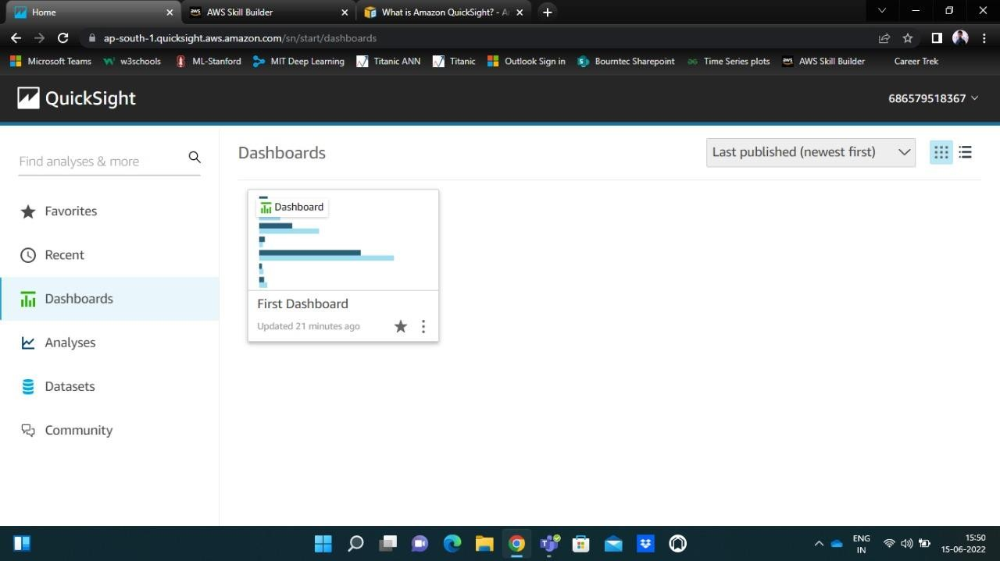 Home
AWS Skill Builder
What is Amazon QuickSight? - A
ap-south-1.quicksight.aws.amazon.com/sn/start/dashboards
Microsoft Teams w3schools ML-Stanford MIT Deep Learning Titanic ANN Titanic Outlook Sign in Bourntec Sharepoint Time Series plots aws AWS Skill Builder Career Trek
QuickSight
686579518367
Find analyses & more
Favorites
Recent
Dashboards
Analyses
Datasets
Community
Dashboards
Last published (newest first)
Dashboard
First Dashboard
Updated 21 minutes ago
ENG
IN
15:50
15-06-2022